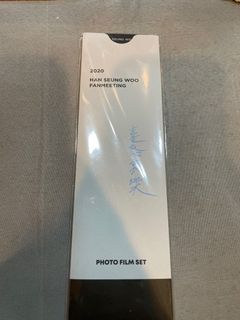 2020
HAN SEUNG WOO
FANMEETING
PHOTO FILM SET